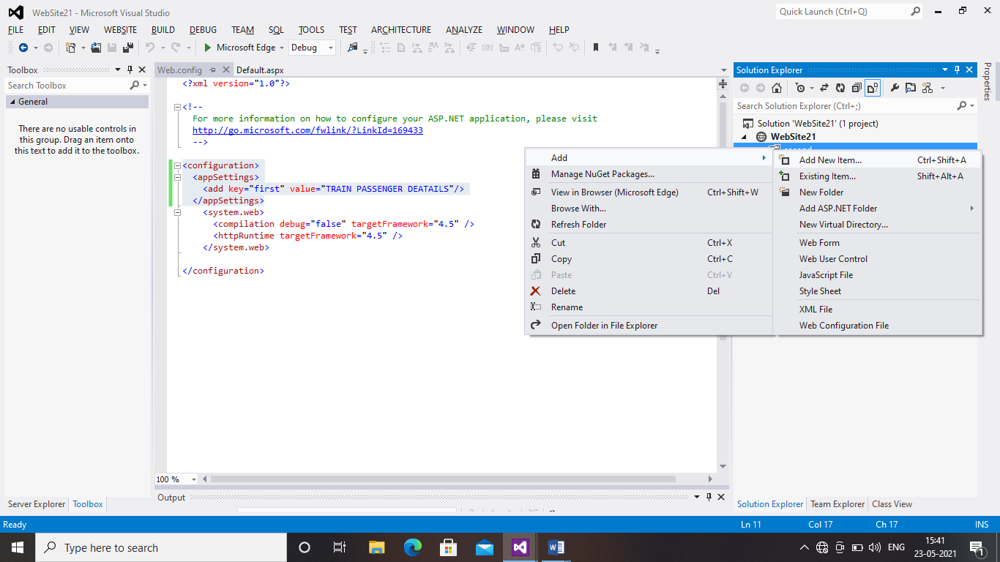 WebSite21 - Microsoft Visual Studio
Quick Launch (Ctrl+Q)
FILE EDIT VIEW WEBSITE BUILD DEBUG TEAM SQL TOOLS TEST ARCHITECTURE ANALYZE WINDOW HELP
Microsoft Edge Debug
Toolbox
Search Toolbox
General
There are no usable controls in
this group. Drag an item onto
this text to add it to the toolbox.
Server Explorer Toolbox
Web.config Default.aspx
<?xml version="1.0"?>
<!--
For more information on how to configure your ASP.NET application, please visit
http://go.microsoft.com/fwlink/?LinkId=169433
-->
<configuration>
<appSettings>
<add key="first" value="TRAIN PASSENGER DEATAILS"/>
</appSettings>
<system.web>
<compilation debug="false" targetFramework="4.5" />
<httpRuntime targetFramework="4.5" />
</system.web>
</configuration>
100 %
Output
Solution Explorer
Search Solution Explorer (Ctrl+;)
Solution 'WebSite21' (1 project)
WebSite21
Properties
Add
Manage NuGet Packages...
View in Browser (Microsoft Edge) Ctrl+Shift+W
Browse With...
Refresh Folder
Cut Ctrl+X
Copy Ctrl+C
Paste Ctrl+V
Delete Del
Rename
Open Folder in File Explorer
Add New Item... Ctrl+Shift+A
Existing Item... Shift+Alt+A
New Folder
Add ASP.NET Folder
New Virtual Directory...
Web Form
Web User Control
JavaScript File
Style Sheet
XML File
Web Configuration File
Solution Explorer Team Explorer Class View
Ready Ln 11 Col 17 Ch 17 INS
Type here to search
ENG
15:41
23-05-2021
1